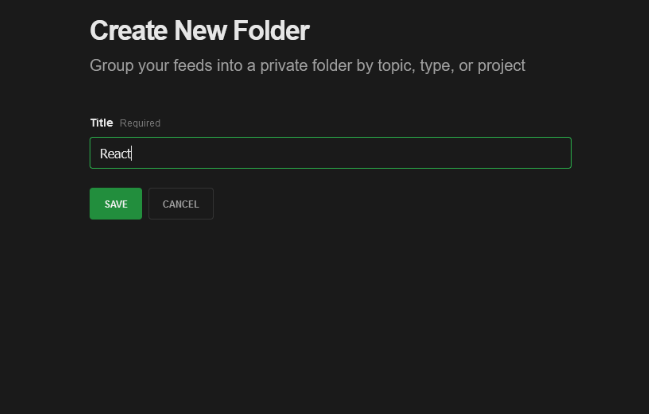 Create New Folder
Group your feeds into a private folder by topic, type, or project
Title Required
React
SAVE CANCEL